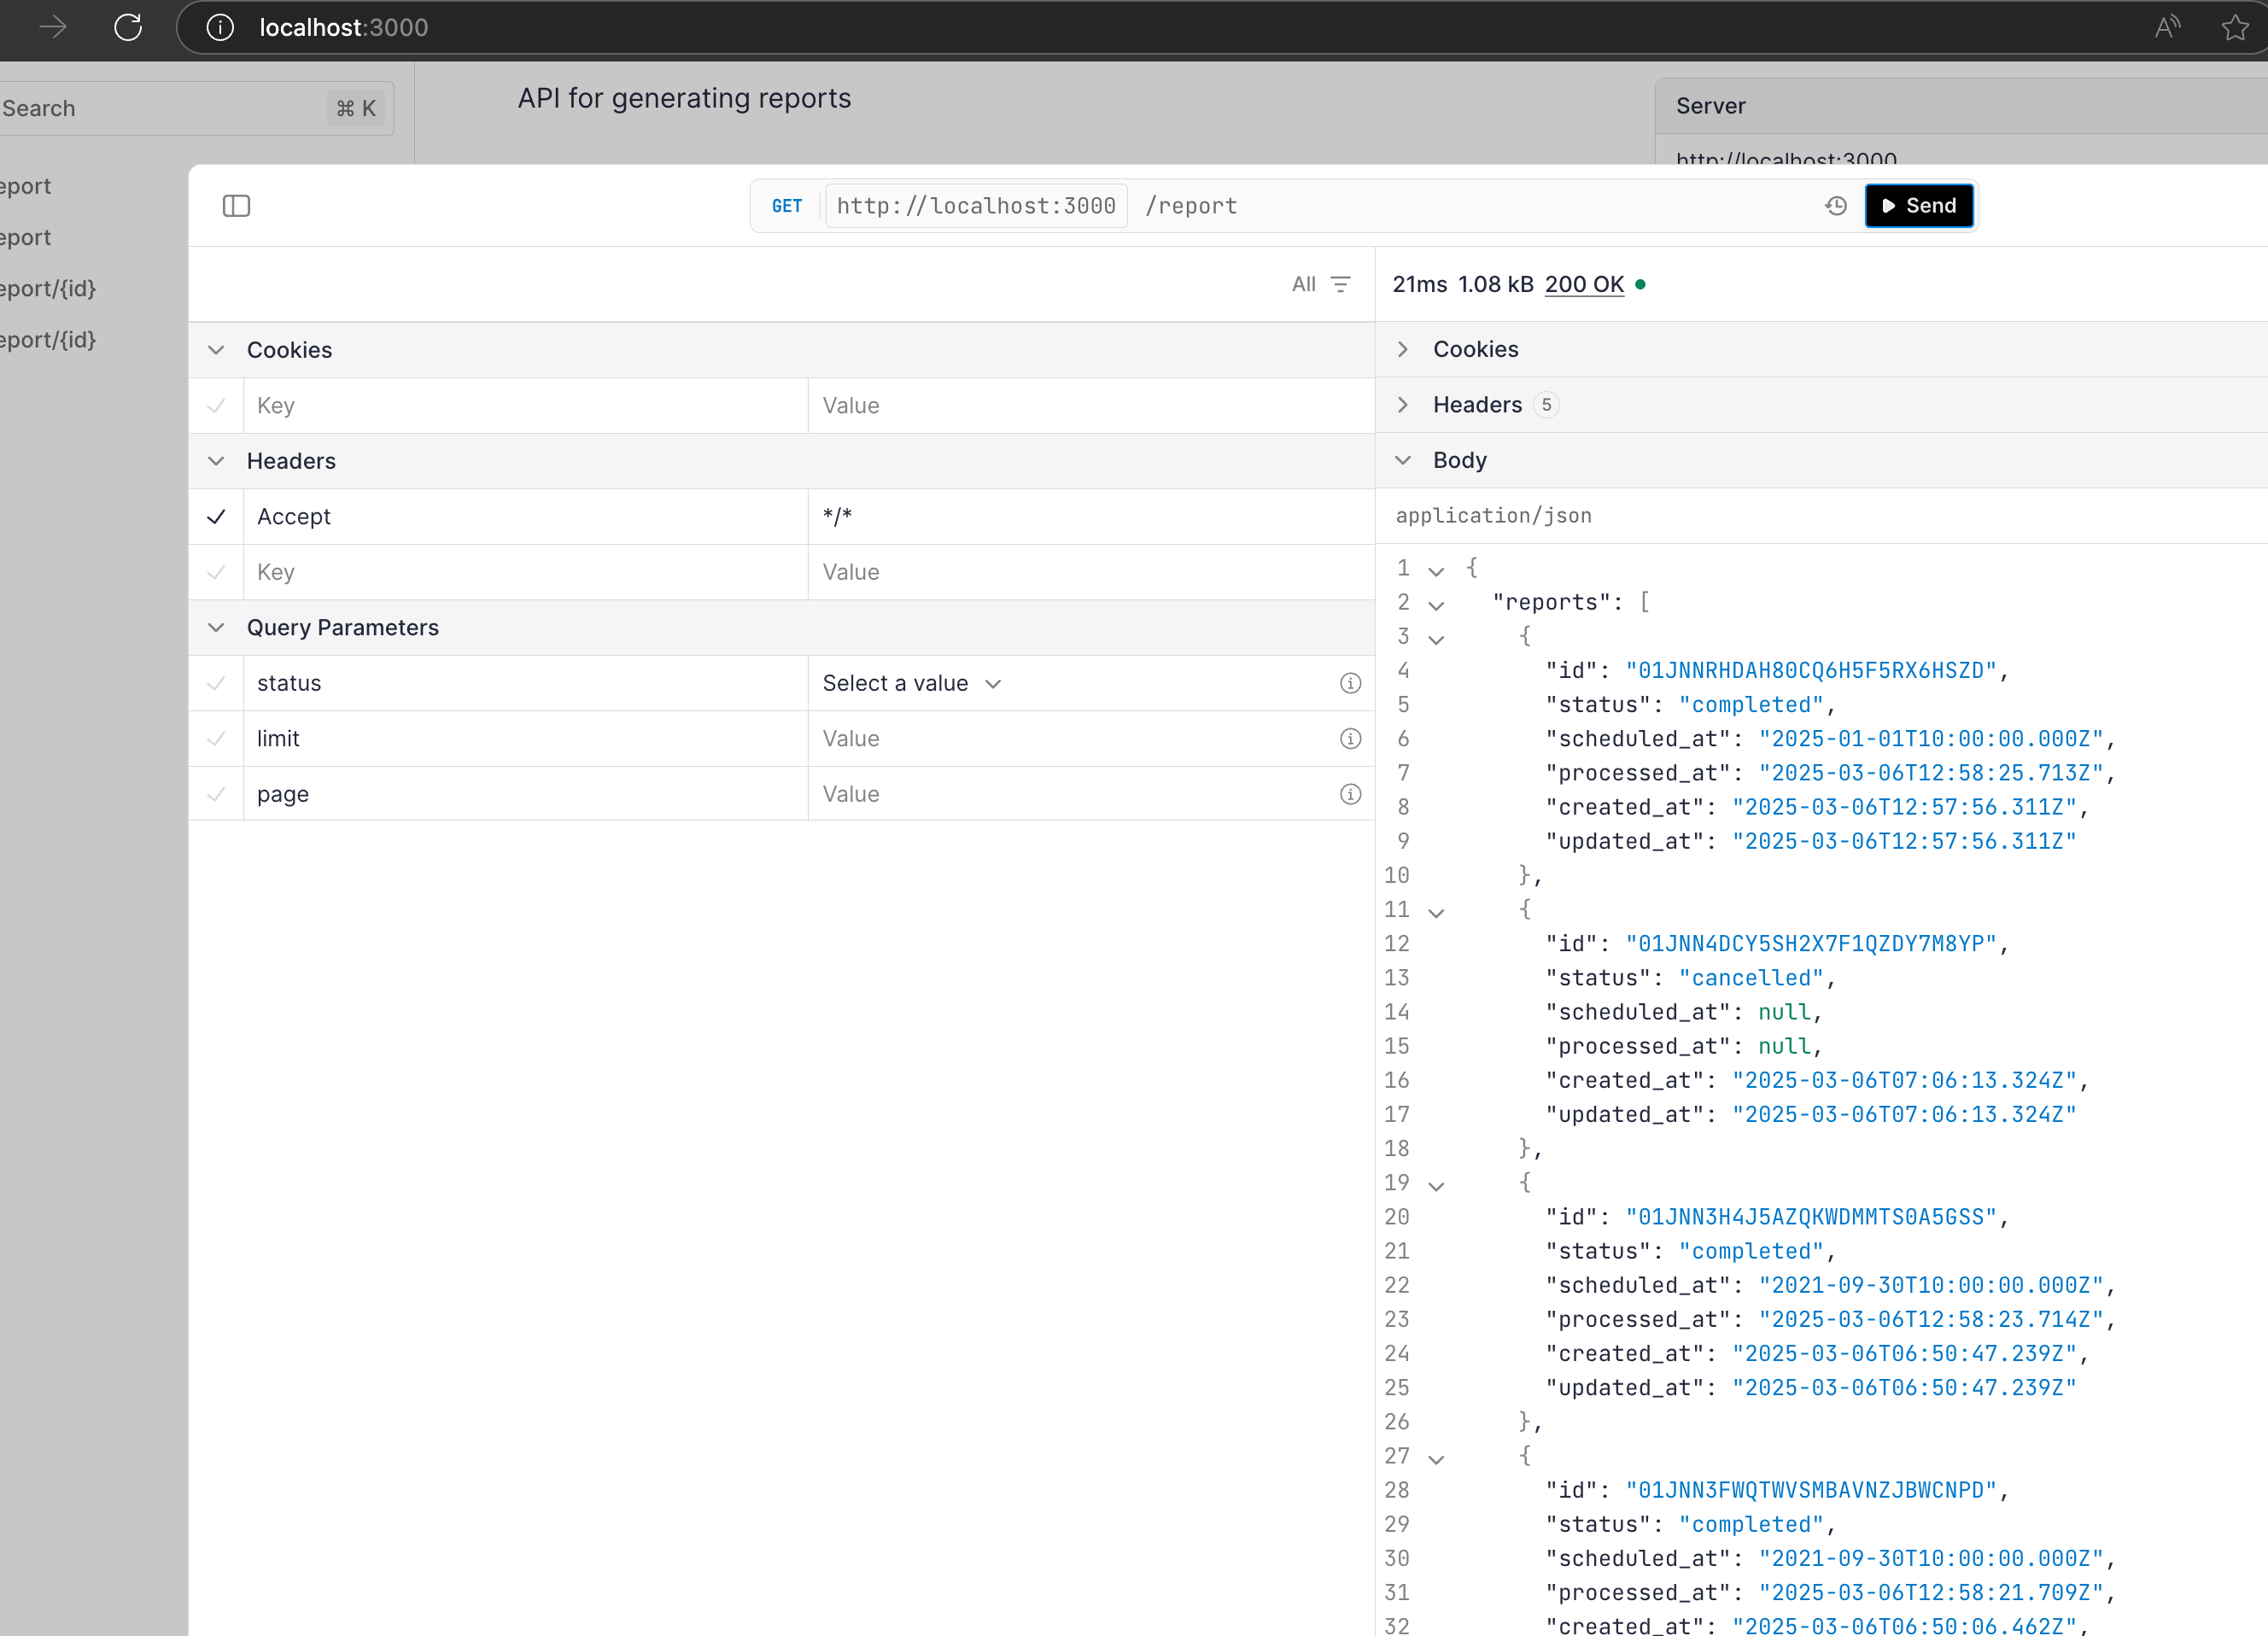 localhost:3000
Search
⌘ K
API for generating reports
Server
http://localhost:3000
eport
eport
eport/{id}
eport/{id}
GET http://localhost:3000 /report
Send
All
21ms 1.08 kB 200 OK
Cookies
Key Value
Headers
Accept */*
Key Value
Query Parameters
status Select a value
limit Value
page Value
Cookies
Headers 5
Body
application/json
1 {
2 "reports": [
3 {
4 "id": "01JNNRHDAH80CQ6H5F5RX6HSZD",
5 "status": "completed",
6 "scheduled_at": "2025-01-01T10:00:00.000Z",
7 "processed_at": "2025-03-06T12:58:25.713Z",
8 "created_at": "2025-03-06T12:57:56.311Z",
9 "updated_at": "2025-03-06T12:57:56.311Z"
10 },
11 {
12 "id": "01JNN4DCY5SH2X7F1QZDY7M8YP",
13 "status": "cancelled",
14 "scheduled_at": null,
15 "processed_at": null,
16 "created_at": "2025-03-06T07:06:13.324Z",
17 "updated_at": "2025-03-06T07:06:13.324Z"
18 },
19 {
20 "id": "01JNN3H4J5AZQKWDMMTS0A5GSS",
21 "status": "completed",
22 "scheduled_at": "2021-09-30T10:00:00.000Z",
23 "processed_at": "2025-03-06T12:58:23.714Z",
24 "created_at": "2025-03-06T06:50:47.239Z",
25 "updated_at": "2025-03-06T06:50:47.239Z"
26 },
27 {
28 "id": "01JNN3FWQTWVSMBAVNZJBWCNPD",
29 "status": "completed",
30 "scheduled_at": "2021-09-30T10:00:00.000Z",
31 "processed_at": "2025-03-06T12:58:21.709Z",
32 "created_at": "2025-03-06T06:50:06.462Z",